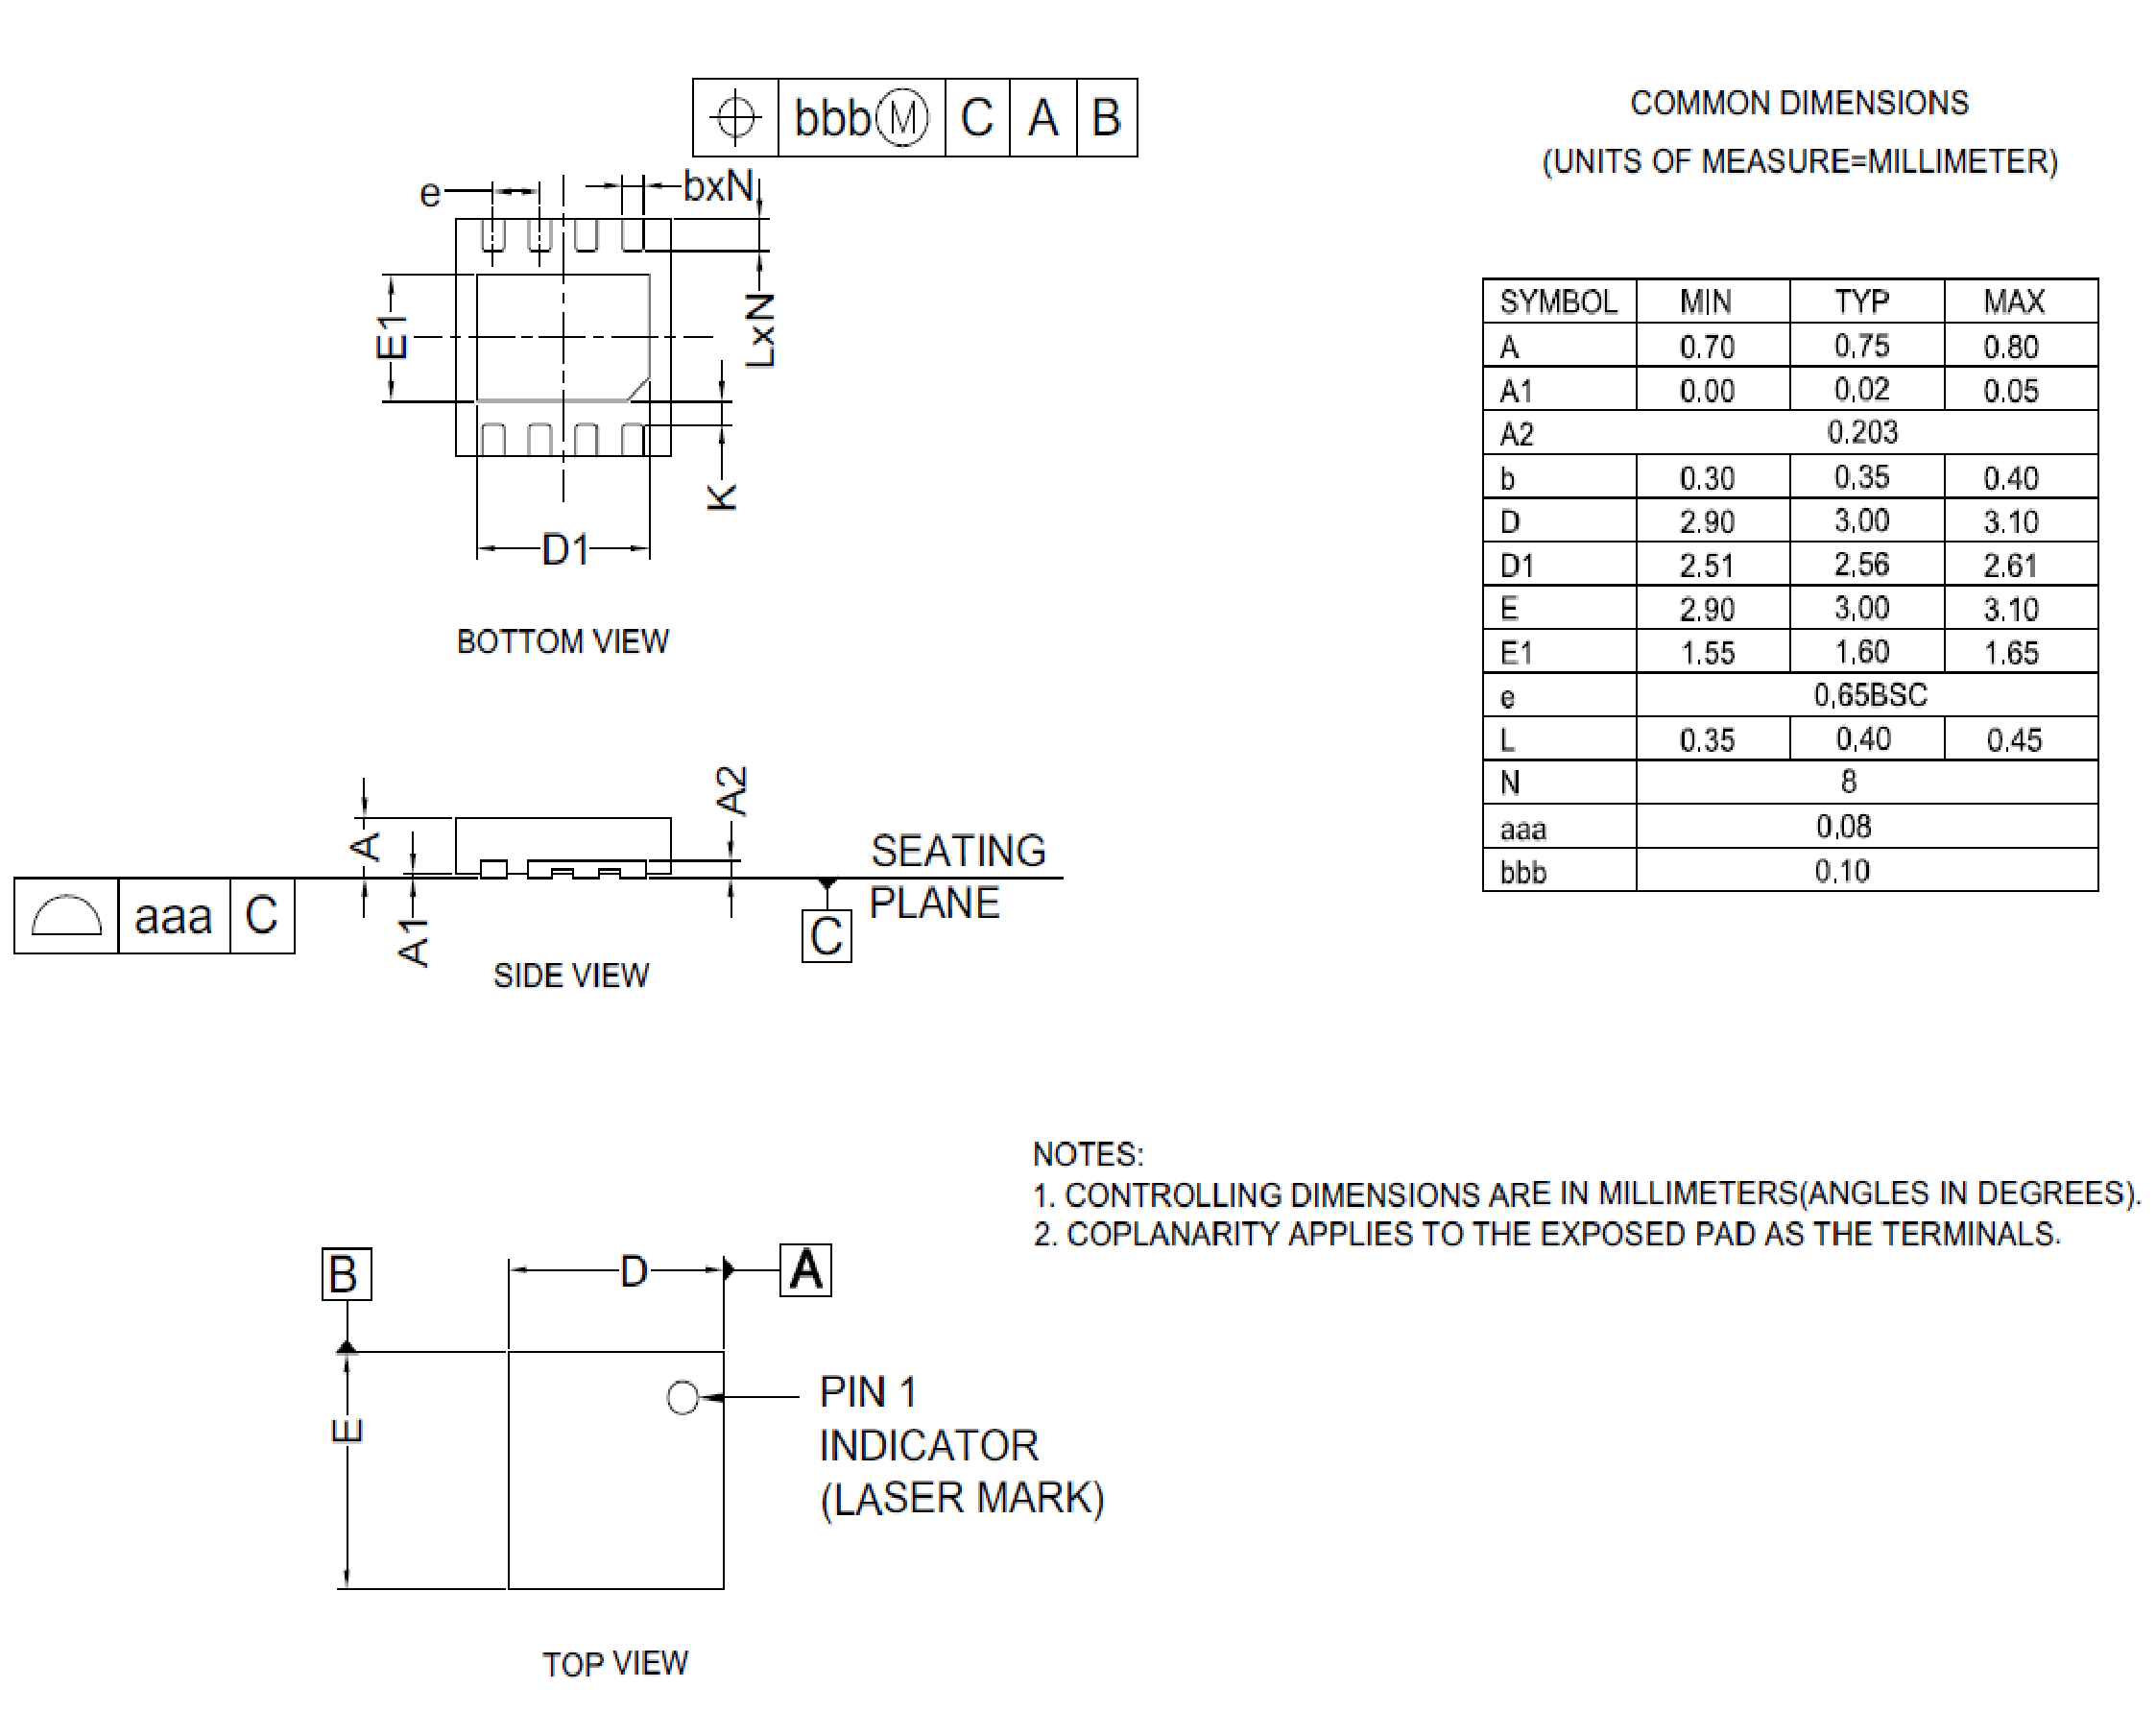 ⌖ bbbⓂ C A B
e
bxN
E1
LxN
K
D1
BOTTOM VIEW
COMMON DIMENSIONS
(UNITS OF MEASURE=MILLIMETER)
SYMBOL MIN TYP MAX
A 0.70 0.75 0.80
A1 0.00 0.02 0.05
A2 0.203
b 0.30 0.35 0.40
D 2.90 3.00 3.10
D1 2.51 2.56 2.61
E 2.90 3.00 3.10
E1 1.55 1.60 1.65
e 0.65BSC
L 0.35 0.40 0.45
N 8
aaa 0.08
bbb 0.10
A
A1
A2
SEATING
PLANE
⌓ aaa C
C
SIDE VIEW
NOTES:
1. CONTROLLING DIMENSIONS ARE IN MILLIMETERS(ANGLES IN DEGREES).
2. COPLANARITY APPLIES TO THE EXPOSED PAD AS THE TERMINALS.
B
D
A
E
PIN 1
INDICATOR
(LASER MARK)
TOP VIEW